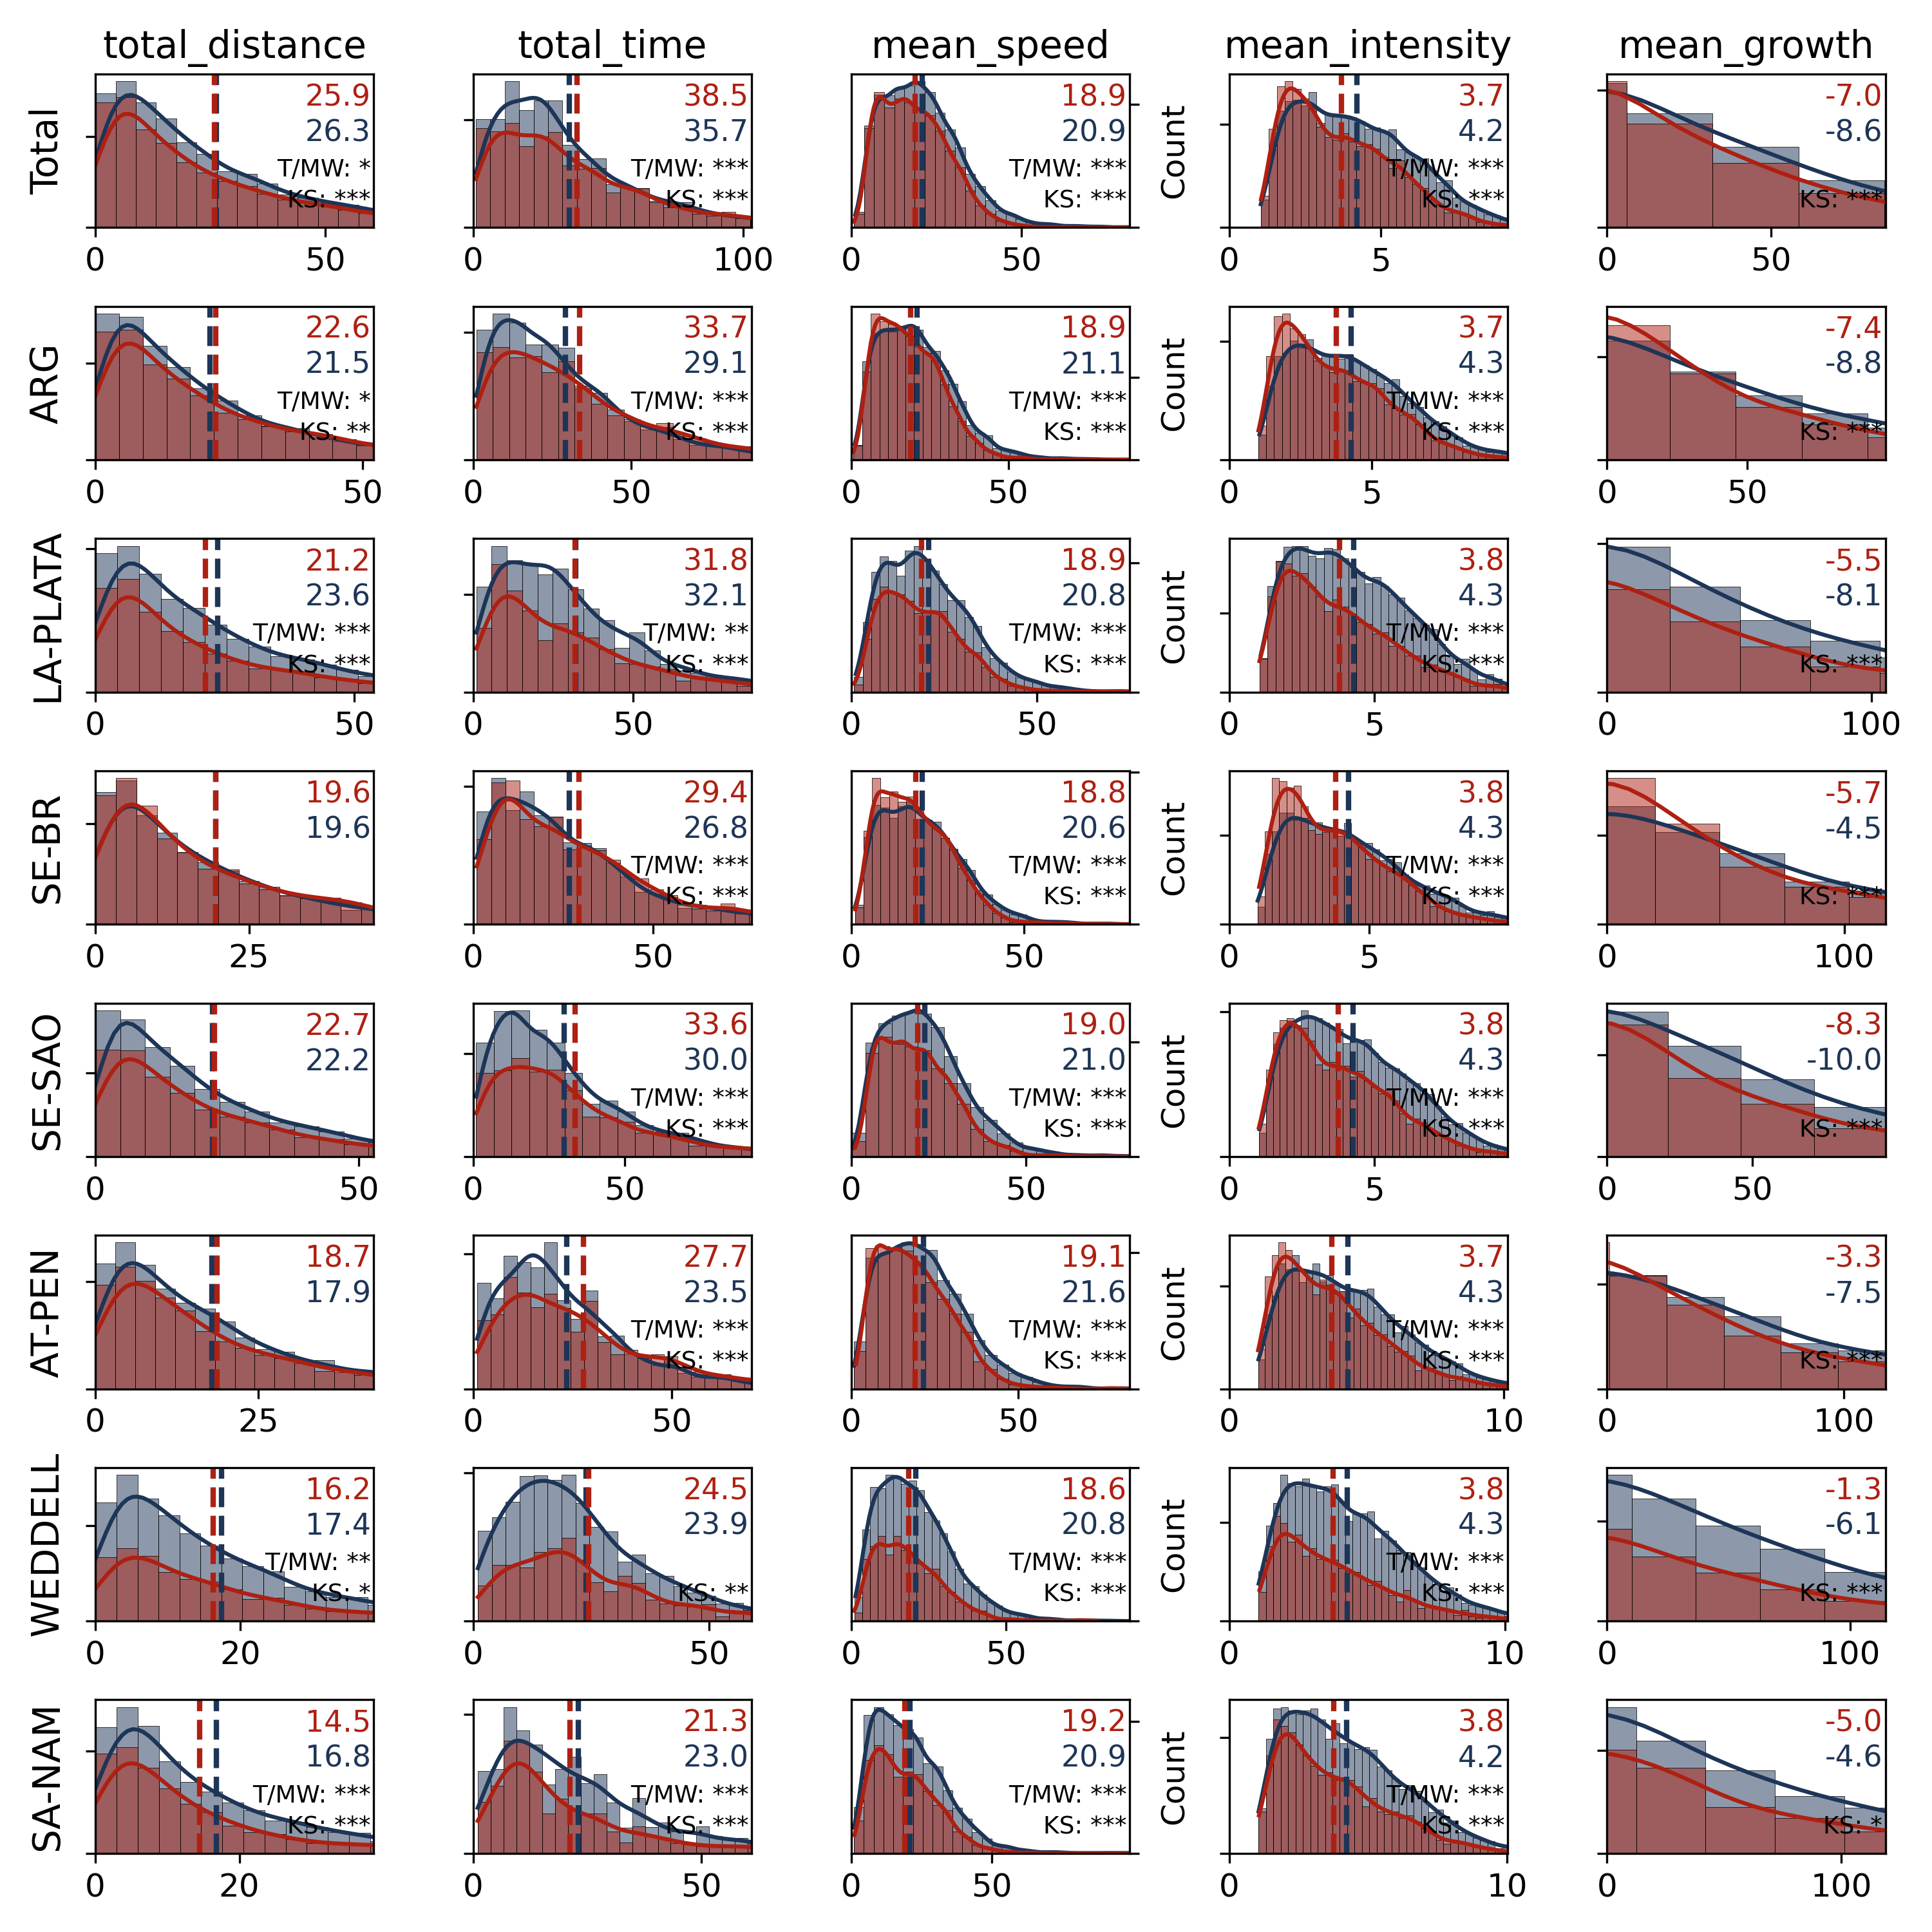 total_distance total_time mean_speed mean_intensity mean_growth
Total
25.9
26.3
T/MW: *
KS: ***
0 50
38.5
35.7
T/MW: ***
KS: ***
0 100
18.9
20.9
T/MW: ***
KS: ***
0 50
Count
3.7
4.2
T/MW: ***
KS: ***
0 5
-7.0
-8.6
KS: ***
0 50
ARG
22.6
21.5
T/MW: *
KS: **
0 50
33.7
29.1
T/MW: ***
KS: ***
0 50
18.9
21.1
T/MW: ***
KS: ***
0 50
Count
3.7
4.3
T/MW: ***
KS: ***
0 5
-7.4
-8.8
KS: ***
0 50
LA-PLATA
21.2
23.6
T/MW: ***
KS: ***
0 50
31.8
32.1
T/MW: **
KS: ***
0 50
18.9
20.8
T/MW: ***
KS: ***
0 50
Count
3.8
4.3
T/MW: ***
KS: ***
0 5
-5.5
-8.1
KS: ***
0 100
SE-BR
19.6
19.6
0 25
29.4
26.8
T/MW: ***
KS: ***
0 50
18.8
20.6
T/MW: ***
KS: ***
0 50
Count
3.8
4.3
T/MW: ***
KS: ***
0 5
-5.7
-4.5
KS: ***
0 100
SE-SAO
22.7
22.2
0 50
33.6
30.0
T/MW: ***
KS: ***
0 50
19.0
21.0
T/MW: ***
KS: ***
0 50
Count
3.8
4.3
T/MW: ***
KS: ***
0 5
-8.3
-10.0
KS: ***
0 50
AT-PEN
18.7
17.9
0 25
27.7
23.5
T/MW: ***
KS: ***
0 50
19.1
21.6
T/MW: ***
KS: ***
0 50
Count
3.7
4.3
T/MW: ***
KS: ***
0 10
-3.3
-7.5
KS: ***
0 100
WEDDELL
16.2
17.4
T/MW: **
KS: *
0 20
24.5
23.9
KS: **
0 50
18.6
20.8
T/MW: ***
KS: ***
0 50
Count
3.8
4.3
T/MW: ***
KS: ***
0 10
-1.3
-6.1
KS: ***
0 100
SA-NAM
14.5
16.8
T/MW: ***
KS: ***
0 20
21.3
23.0
T/MW: ***
KS: ***
0 50
19.2
20.9
T/MW: ***
KS: ***
0 50
Count
3.8
4.2
T/MW: ***
KS: ***
0 10
-5.0
-4.6
KS: *
0 100